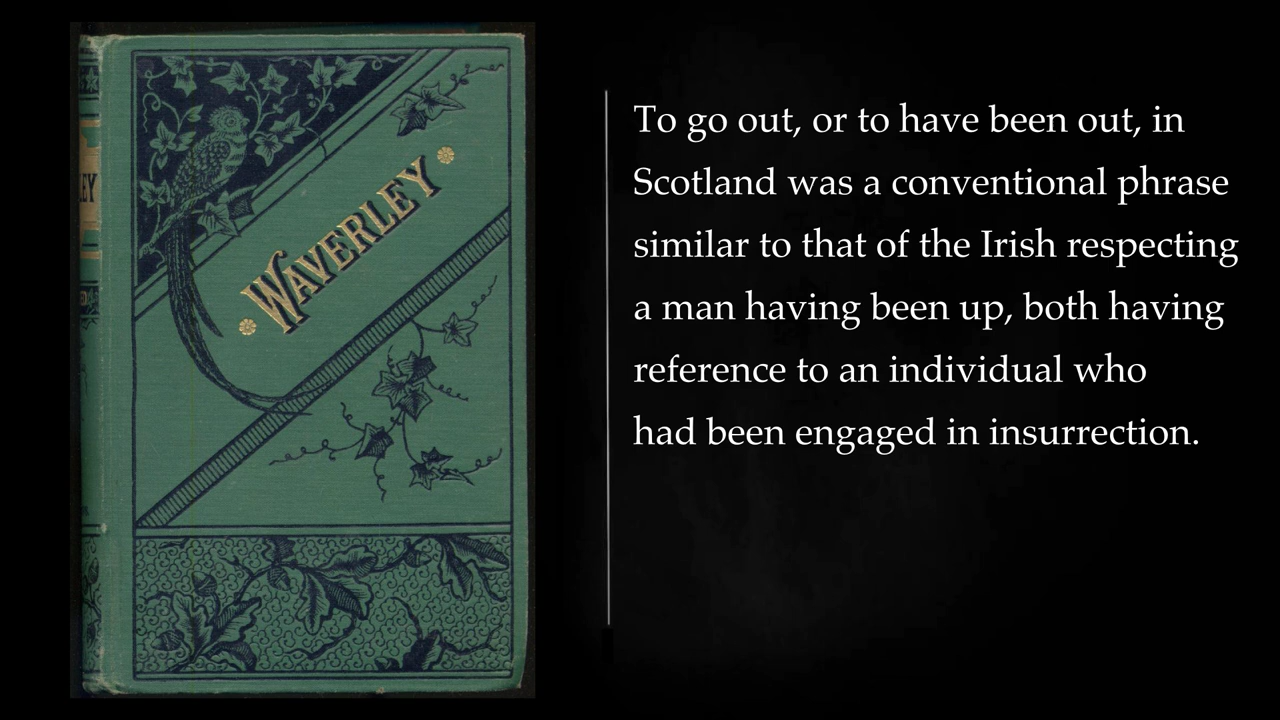 WAVERLEY
EY
To go out, or to have been out, in
Scotland was a conventional phrase
similar to that of the Irish respecting
a man having been up, both having
reference to an individual who
had been engaged in insurrection.